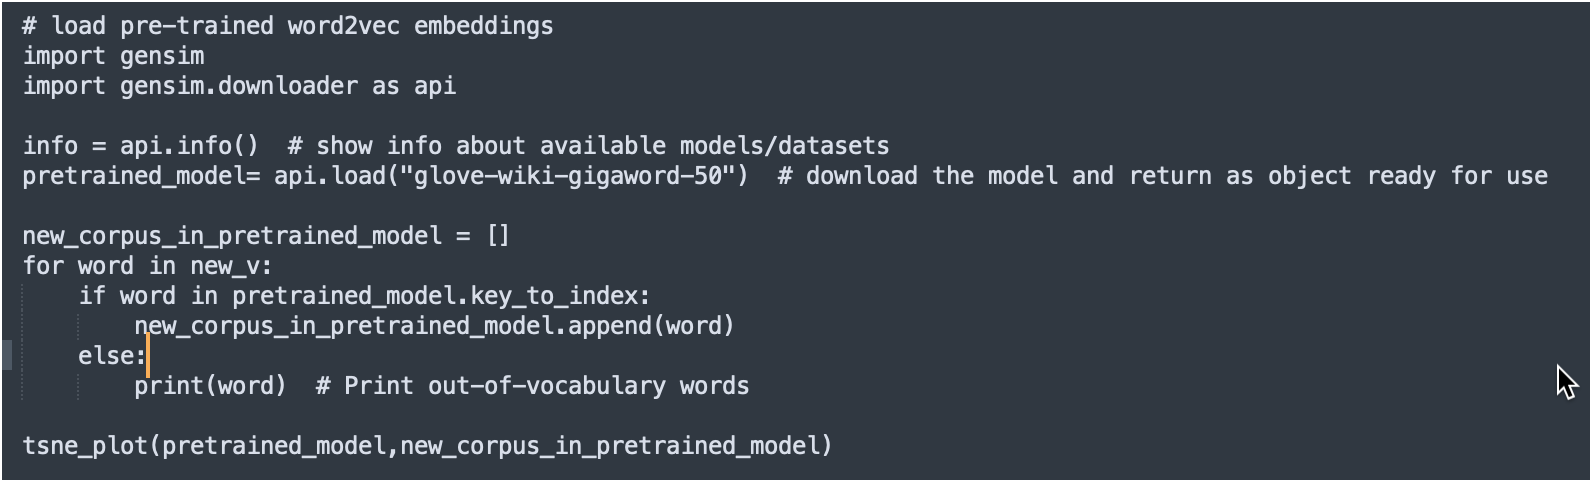 # load pre-trained word2vec embeddings
import gensim
import gensim.downloader as api
info = api.info()  # show info about available models/datasets
pretrained_model= api.load("glove-wiki-gigaword-50")  # download the model and return as object ready for use
new_corpus_in_pretrained_model = []
for word in new_v:
    if word in pretrained_model.key_to_index:
        new_corpus_in_pretrained_model.append(word)
    else:
        print(word)  # Print out-of-vocabulary words
tsne_plot(pretrained_model,new_corpus_in_pretrained_model)